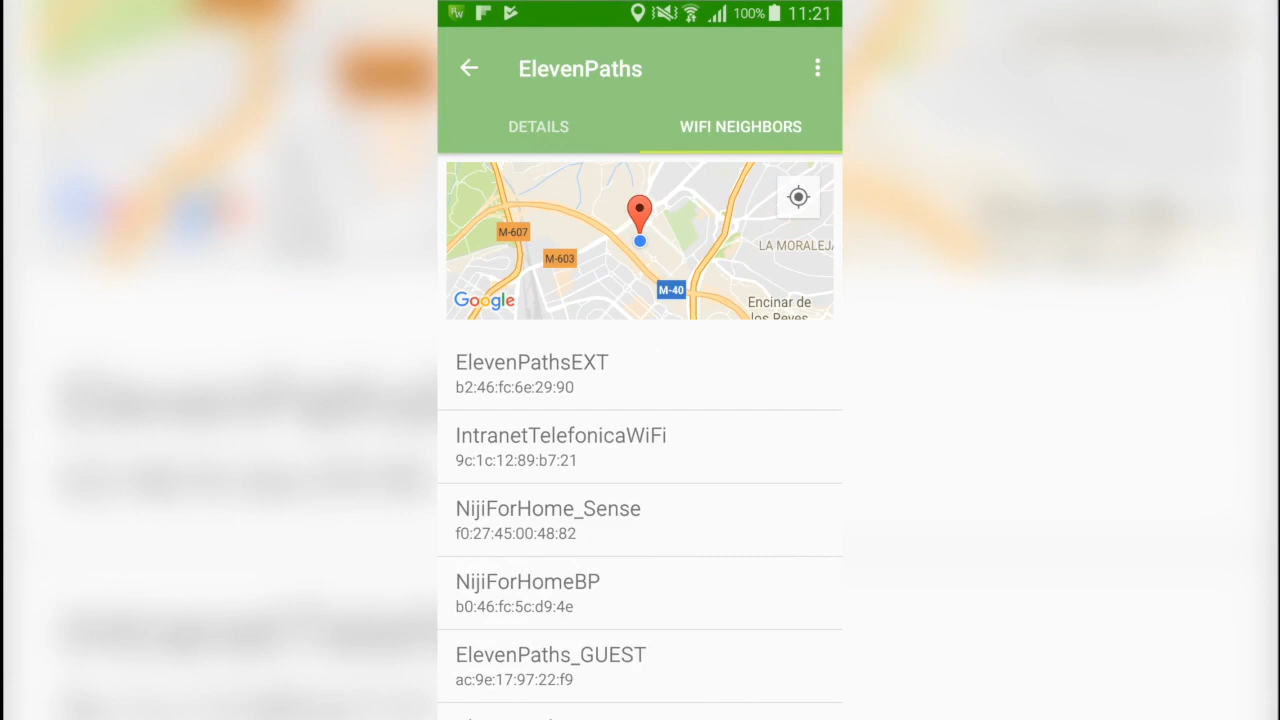 100% 11:21
ElevenPaths
DETAILS WIFI NEIGHBORS
M-607
M-603
LA MORALEJA
M-40
Google
Encinar de
los Reyes
ElevenPathsEXT
b2:46:fc:6e:29:90
IntranetTelefonicaWiFi
9c:1c:12:89:b7:21
NijiForHome_Sense
f0:27:45:00:48:82
NijiForHomeBP
b0:46:fc:5c:d9:4e
ElevenPaths_GUEST
ac:9e:17:97:22:f9